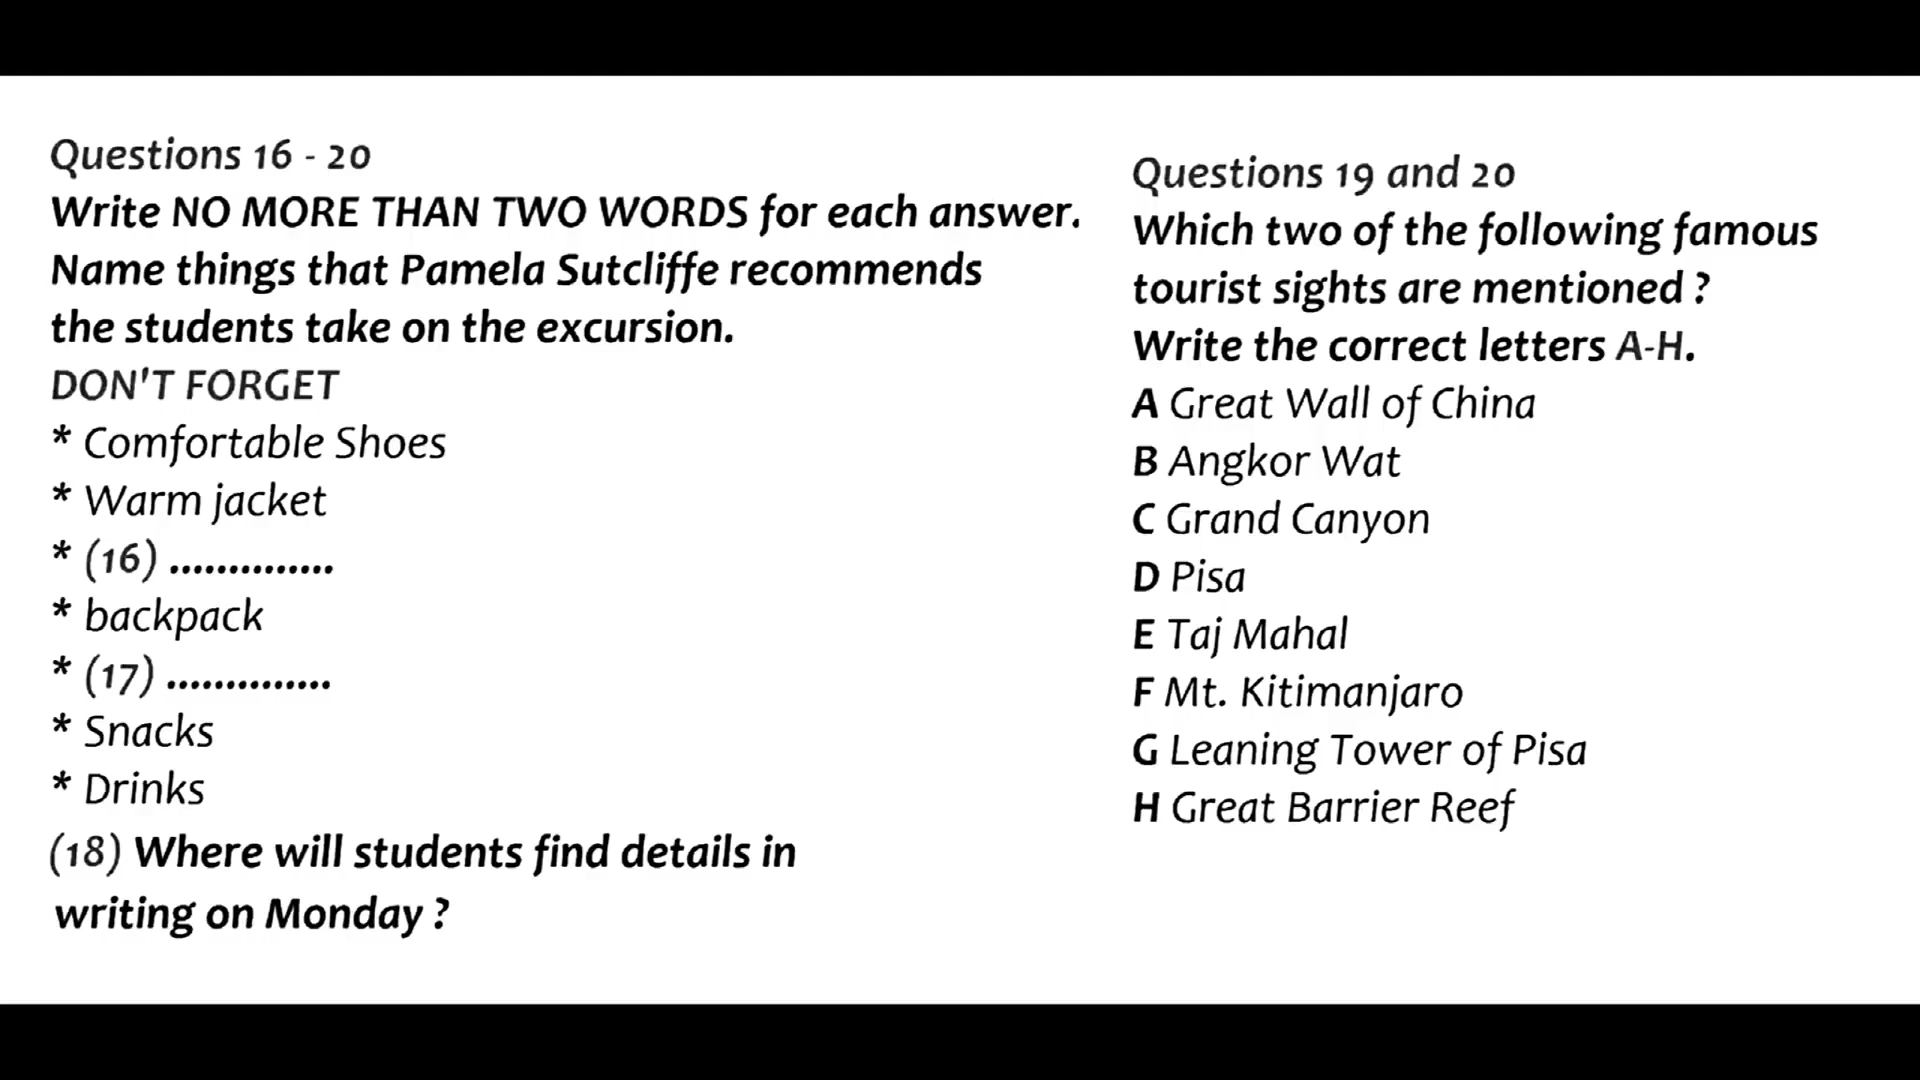 Questions 16 - 20
Write NO MORE THAN TWO WORDS for each answer.
Name things that Pamela Sutcliffe recommends
the students take on the excursion.
DON'T FORGET
* Comfortable Shoes
* Warm jacket
* (16) ..............
* backpack
* (17) ..............
* Snacks
* Drinks
(18) Where will students find details in
writing on Monday ?
Questions 19 and 20
Which two of the following famous
tourist sights are mentioned ?
Write the correct letters A-H.
A Great Wall of China
B Angkor Wat
C Grand Canyon
D Pisa
E Taj Mahal
F Mt. Kitimanjaro
G Leaning Tower of Pisa
H Great Barrier Reef